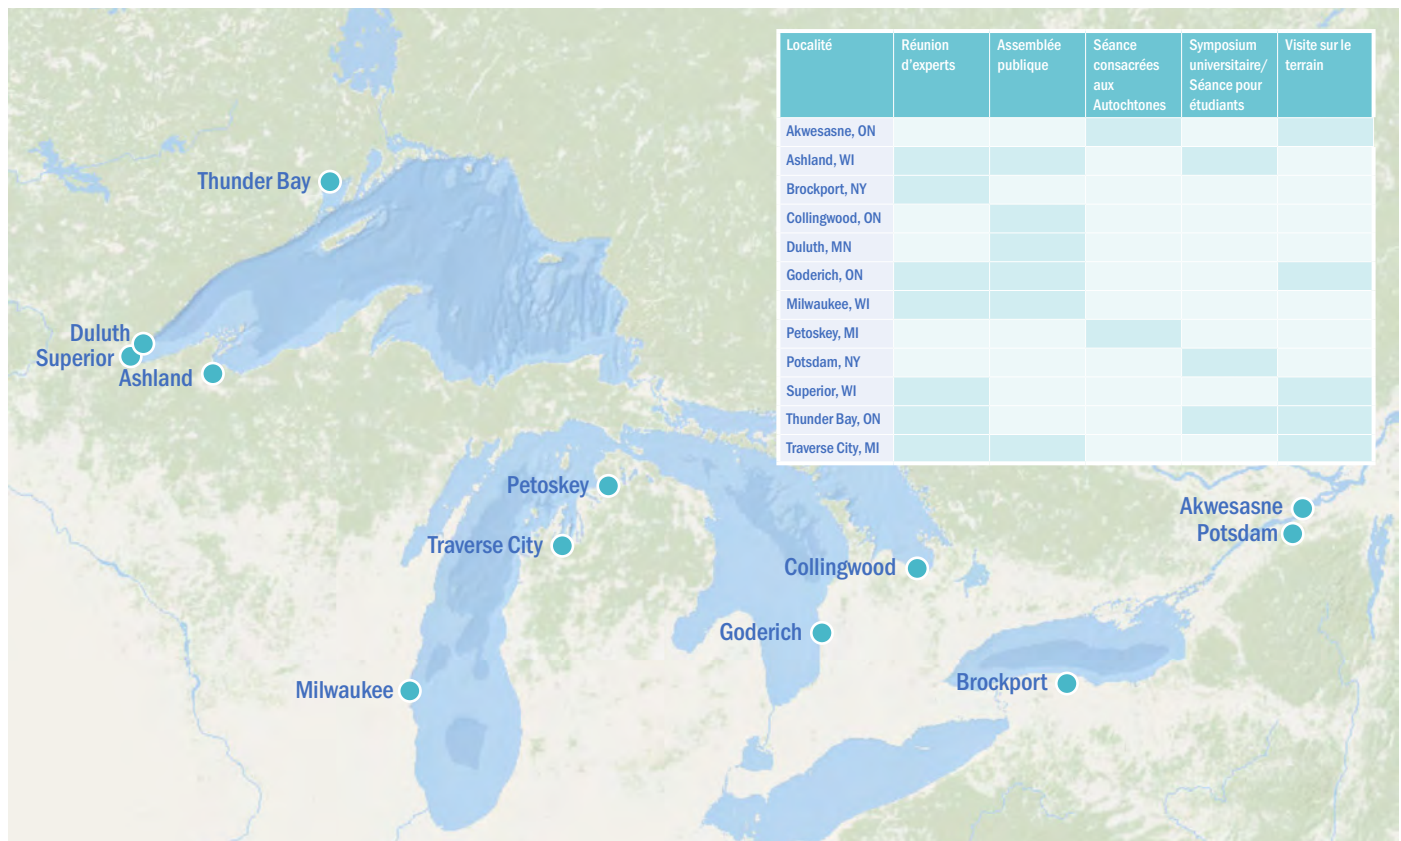 Localité
Réunion
d’experts
Assemblée
publique
Séance
consacrées
aux
Autochtones
Symposium
universitaire/
Séance pour
étudiants
Visite sur le
terrain
Akwesasne, ON
Ashland, WI
Brockport, NY
Collingwood, ON
Duluth, MN
Goderich, ON
Milwaukee, WI
Petoskey, MI
Potsdam, NY
Superior, WI
Thunder Bay, ON
Traverse City, MI
Thunder Bay
Duluth
Superior
Ashland
Petoskey
Traverse City
Akwesasne
Potsdam
Collingwood
Goderich
Brockport
Milwaukee